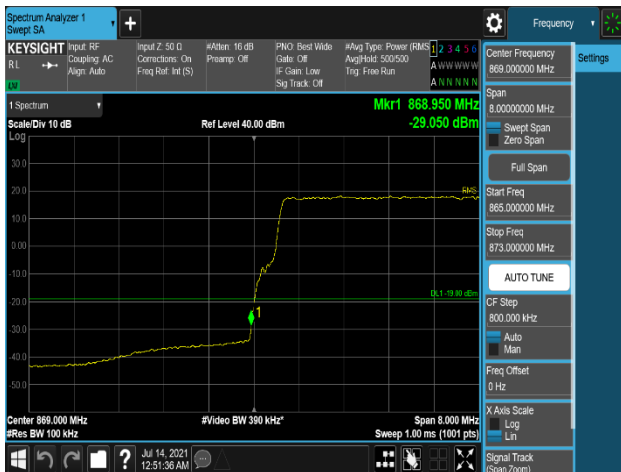 Spectrum Analyzer 1
Swept SA
Frequency
KEYSIGHT
RL
Input: RF
Coupling: AC
Align: Auto
Input Z: 50 Ω
Corrections: On
Freq Ref: Int (S)
#Atten: 16 dB
Preamp: Off
PNO: Best Wide
Gate: Off
IF Gain: Low
Sig Track: Off
#Avg Type: Power (RMS
Avg|Hold: 500/500
Trig: Free Run
1 2 3 4 5 6
A W W W W W
A N N N N N
1 Spectrum
Scale/Div 10 dB
Log
Ref Level 40.00 dBm
Mkr1 868.950 MHz
-29.050 dBm
30.0
20.0
10.0
0.00
-10.0
-20.0
-30.0
-40.0
-50.0
RMS
DL1 -19.00 dBm
1
Center 869.000 MHz
#Res BW 100 kHz
#Video BW 390 kHz*
Span 8.000 MHz
Sweep 1.00 ms (1001 pts)
Jul 14, 2021
12:51:36 AM
Center Frequency
869.000000 MHz
Span
8.00000000 MHz
Swept Span
Zero Span
Full Span
Start Freq
865.000000 MHz
Stop Freq
873.000000 MHz
AUTO TUNE
CF Step
800.000 kHz
Auto
Man
Freq Offset
0 Hz
X Axis Scale
Log
Lin
Signal Track
(Span Zoom)
Settings